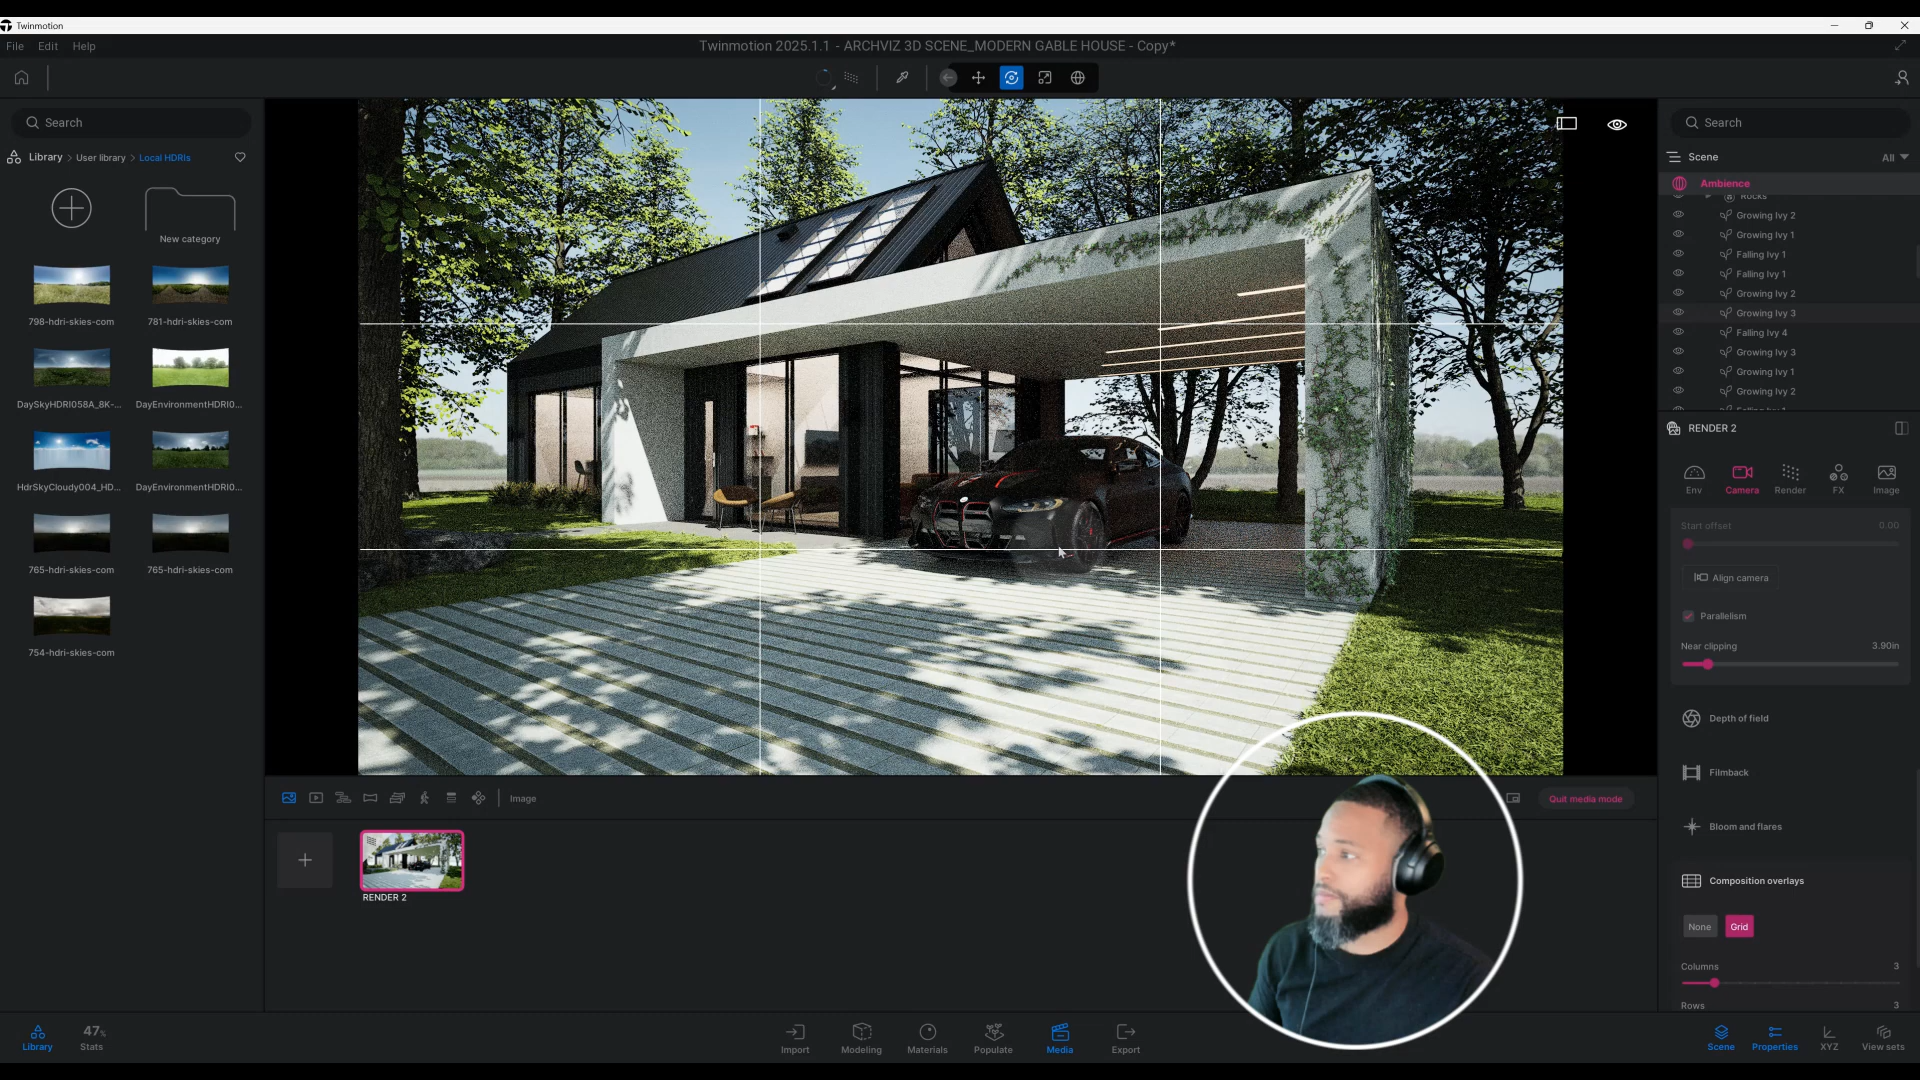 Twinmotion
File Edit Help
Twinmotion 2025.1.1 - ARCHVIZ 3D SCENE_MODERN GABLE HOUSE - Copy*
Search
Library > User library > Local HDRIs
New category
798-hdri-skies-com
781-hdri-skies-com
DaySkyHDRI058A_8K-...
DayEnvironmentHDRI0...
HdrSkyCloudy004_HD...
DayEnvironmentHDRI0...
765-hdri-skies-com
765-hdri-skies-com
754-hdri-skies-com
Search
Scene
All
Ambience
Rocks
Growing Ivy 2
Growing Ivy 1
Falling Ivy 1
Falling Ivy 1
Growing Ivy 2
Growing Ivy 3
Falling Ivy 4
Growing Ivy 3
Growing Ivy 1
Growing Ivy 2
RENDER 2
Env
Camera
Render
FX
Image
Start offset 0.00
Align camera
Parallelism
Near clipping 3.90in
Depth of field
Filmback
Bloom and flares
Composition overlays
None
Grid
Columns 3
Rows 3
Image
Quit media mode
RENDER 2
Library
47%
Stats
Import
Modeling
Materials
Populate
Media
Export
Scene
Properties
XYZ
View sets